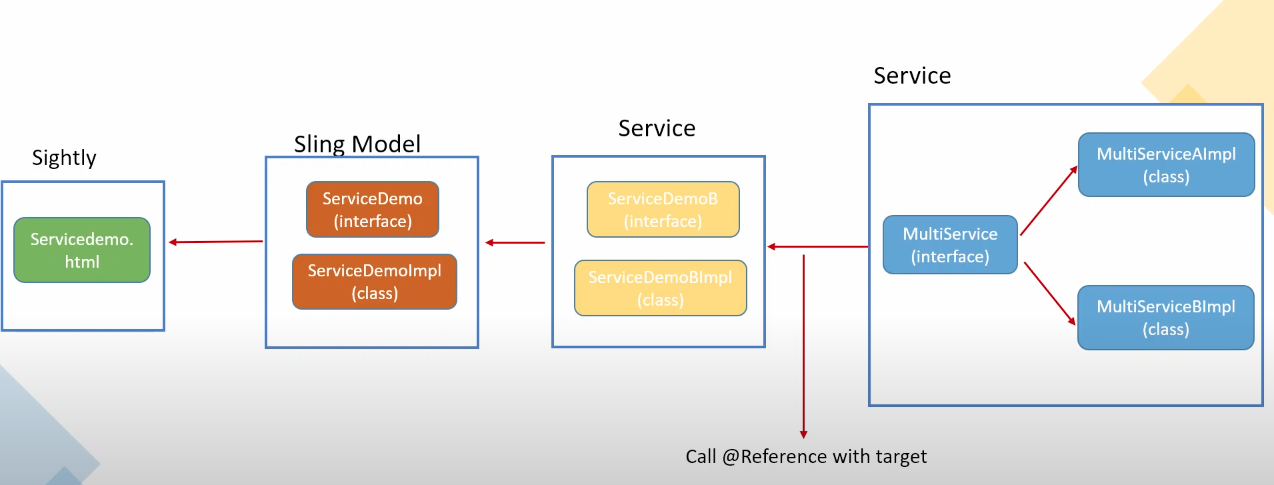 Sightly
Servicedemo.
html
Sling Model
ServiceDemo
(interface)
ServiceDemoImpl
(class)
Service
ServiceDemoB
(interface)
ServiceDemoBImpl
(class)
Service
MultiService
(interface)
MultiServiceAImpl
(class)
MultiServiceBImpl
(class)
Call @Reference with target